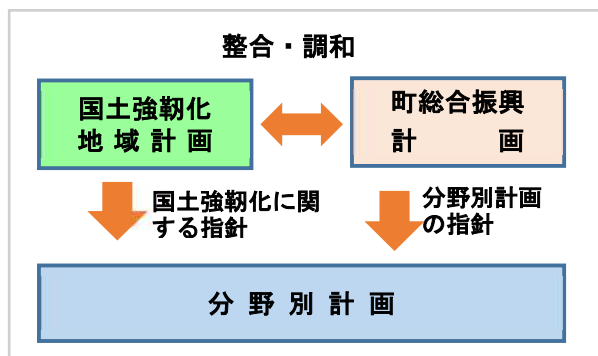 整合・調和
国土強靱化
地域計画
町総合振興
計画
国土強靱化に関
する指針
分野別計画
の指針
分野別計画